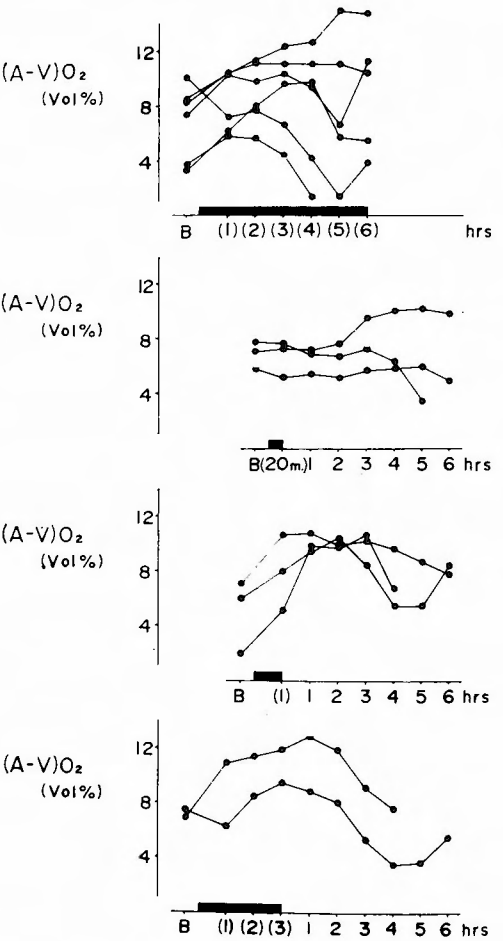 12
(A-V)O₂
(Vol%)
8
4
B (1) (2) (3) (4) (5) (6) hrs
12
(A-V)O₂
(Vol%)
8
4
B(20m.) 1 2 3 4 5 6 hrs
12
(A-V)O₂
(Vol%)
8
4
B (1) 1 2 3 4 5 6 hrs
12
(A-V)O₂
(Vol%)
8
4
B (1) (2) (3) 1 2 3 4 5 6 hrs